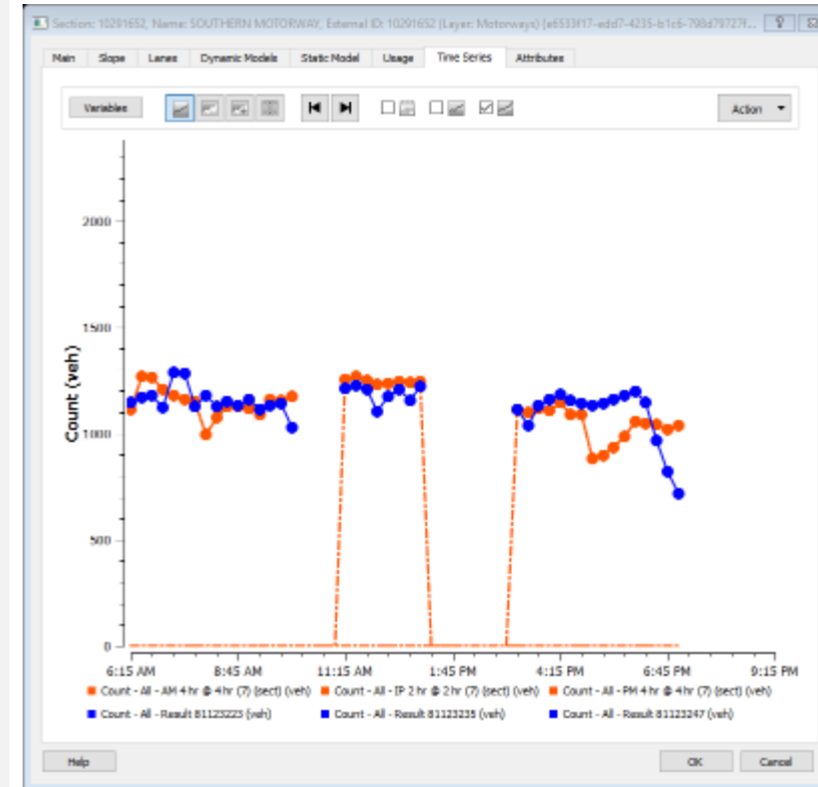 Section: 10291652, Name: SOUTHERN MOTORWAY, External ID: 10291652 (Layer: Motorways)
Main Slope Lanes Dynamic Models Static Model Usage Time Series Attributes
Variables Action
Count (veh)
2000
1500
1000
500
0
6:15 AM 8:45 AM 11:15 AM 1:45 PM 4:15 PM 6:45 PM 9:15 PM
Count - All - AM 4 hr @ 4 hr (7) (sect) (veh) Count - All - IP 2 hr @ 2 hr (7) (sect) (veh) Count - All - PM 4 hr @ 4 hr (7) (sect) (veh)
Count - All - Result 81123223 (veh) Count - All - Result 81123235 (veh) Count - All - Result 81123247 (veh)
Help OK Cancel